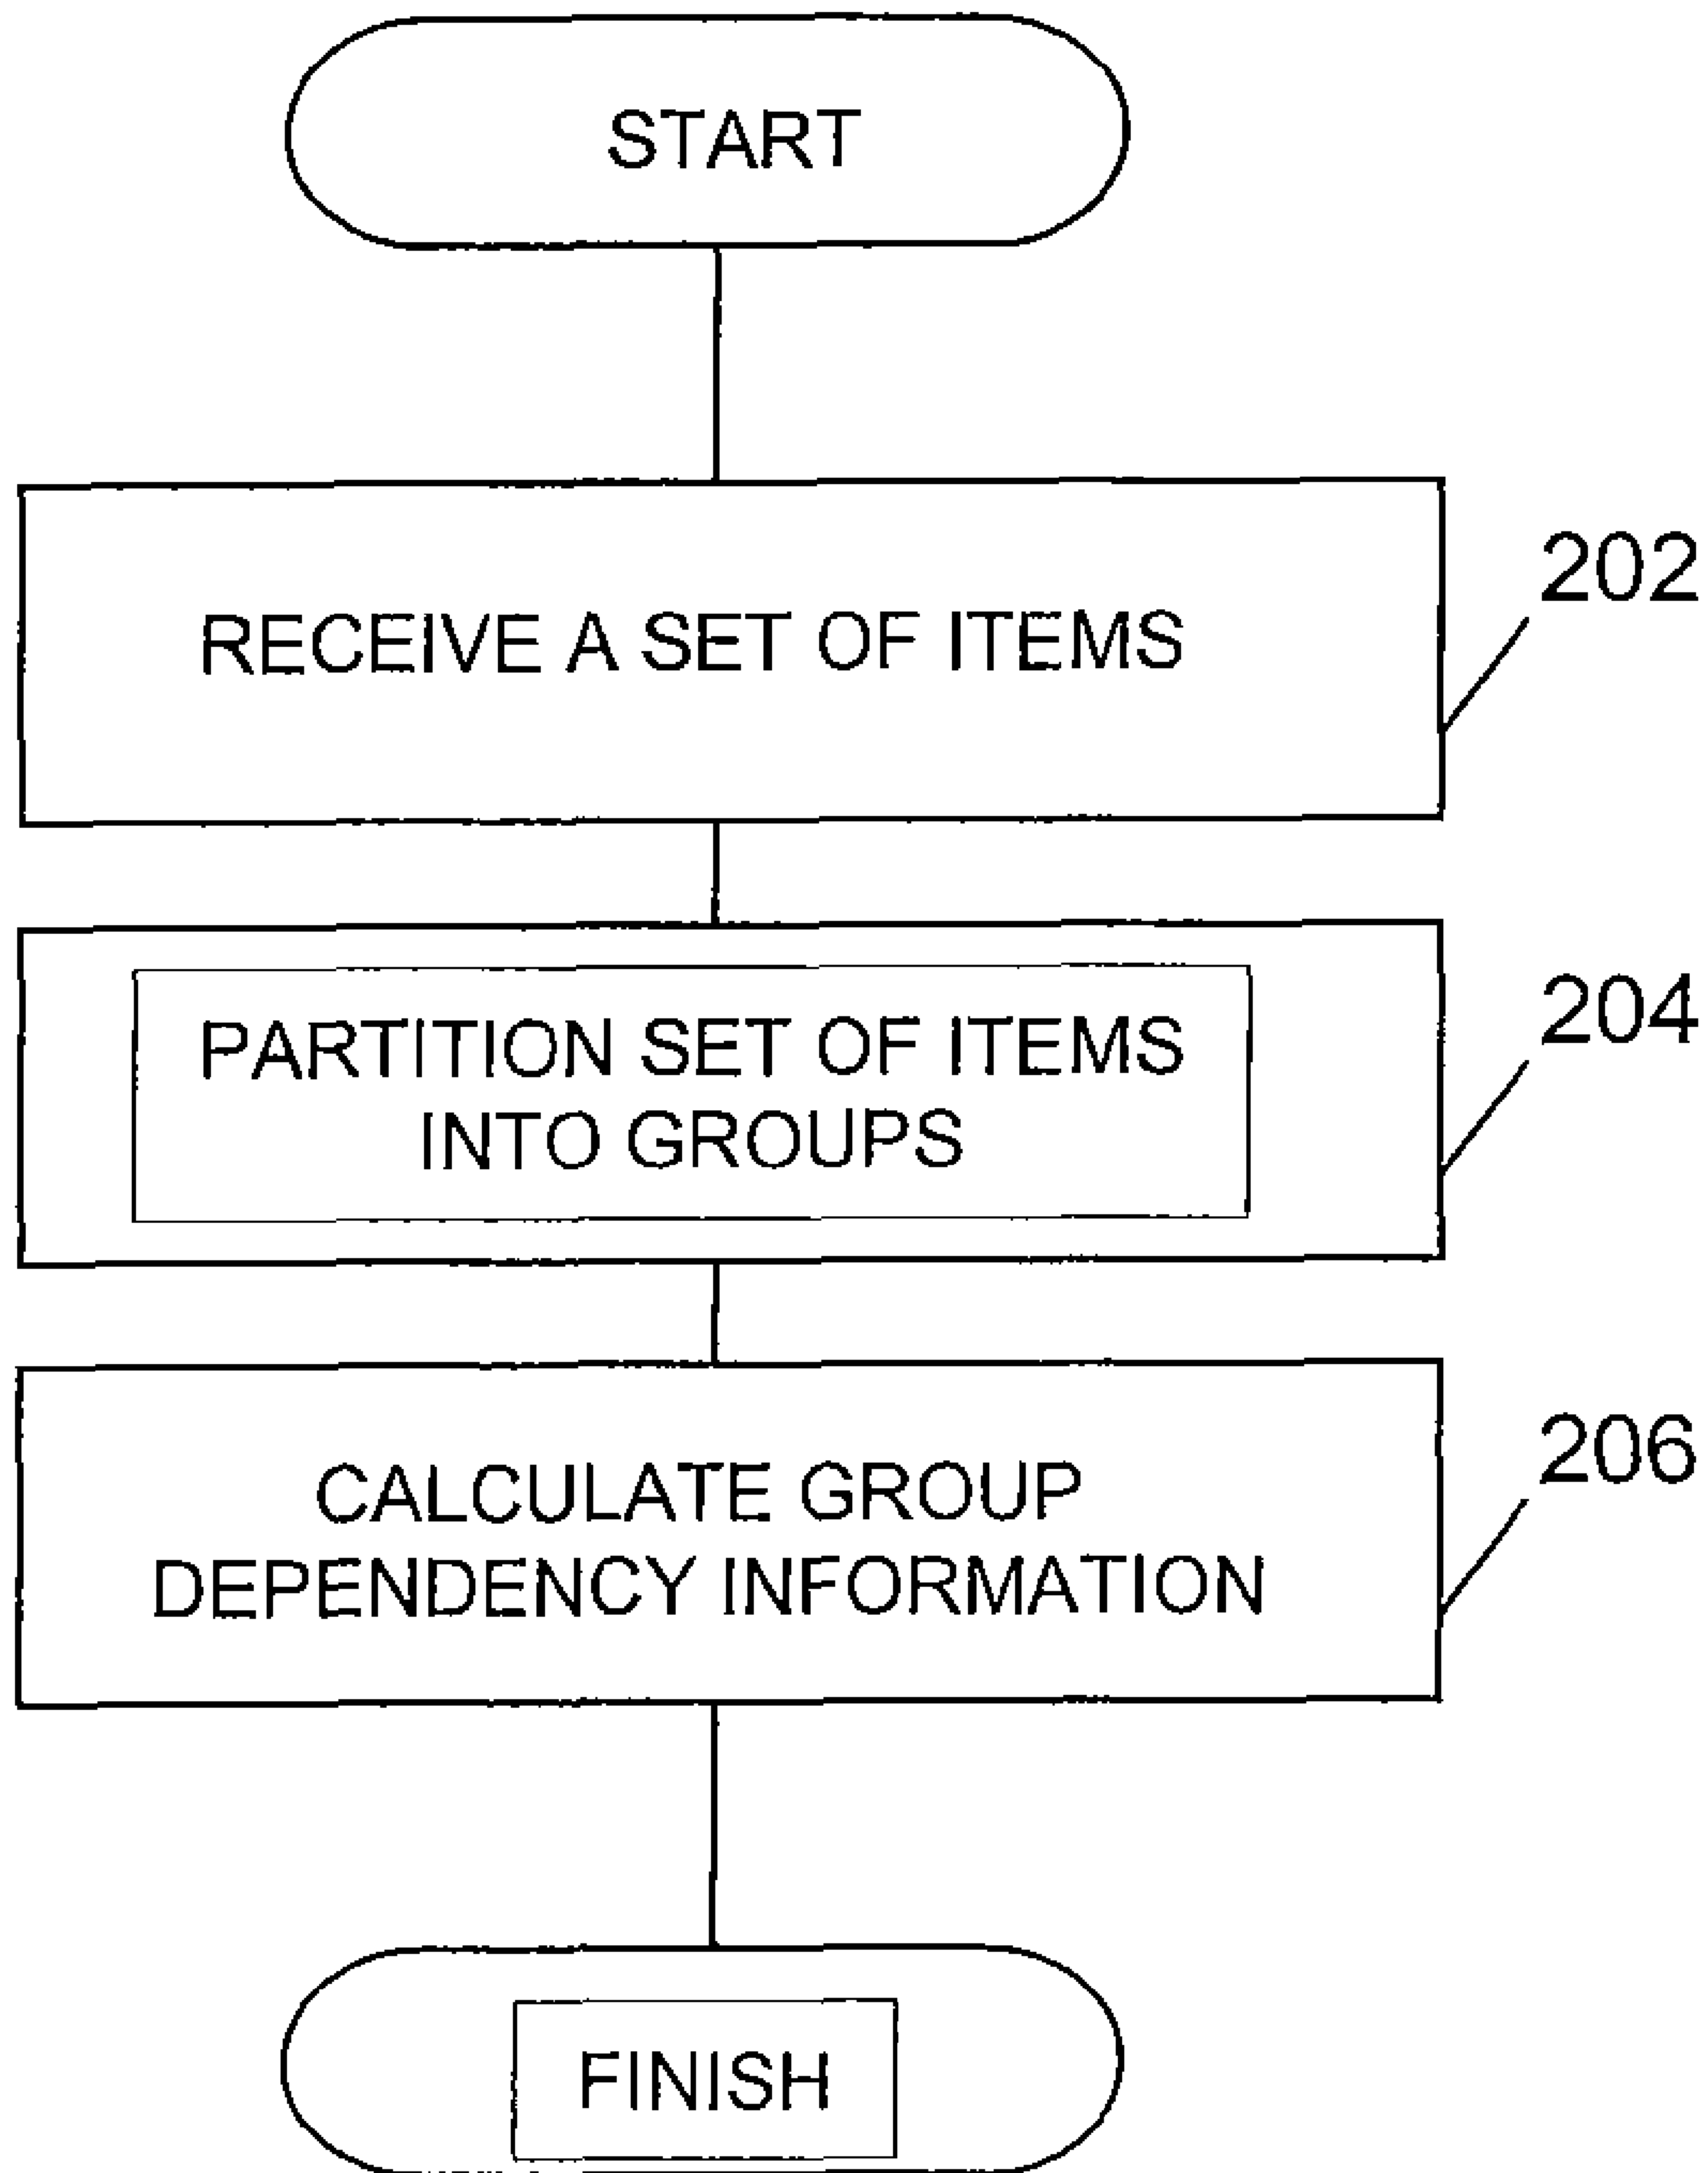 START
RECEIVE A SET OF ITEMS
202
PARTITION SET OF ITEMS
INTO GROUPS
204
CALCULATE GROUP
DEPENDENCY INFORMATION
206
FINISH